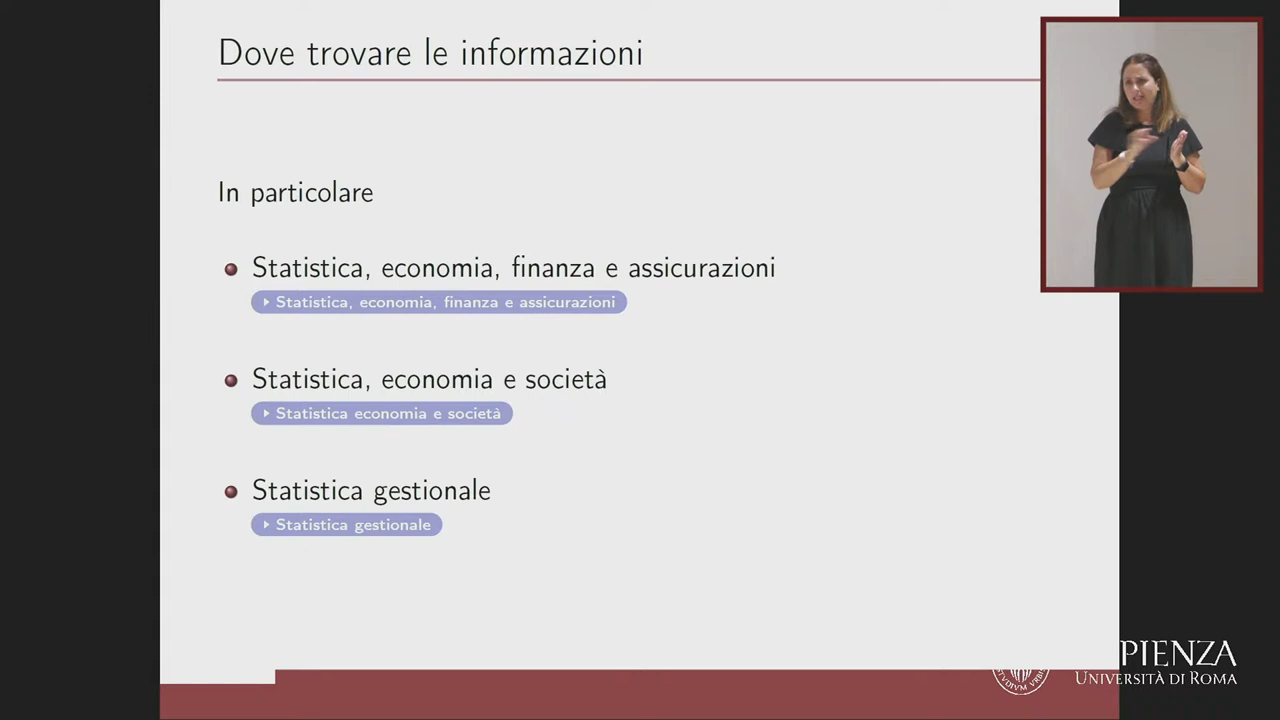 Dove trovare le informazioni
In particolare
Statistica, economia, finanza e assicurazioni
Statistica, economia, finanza e assicurazioni
Statistica, economia e società
Statistica economia e società
Statistica gestionale
Statistica gestionale
PIENZA
UNIVERSITÀ DI ROMA